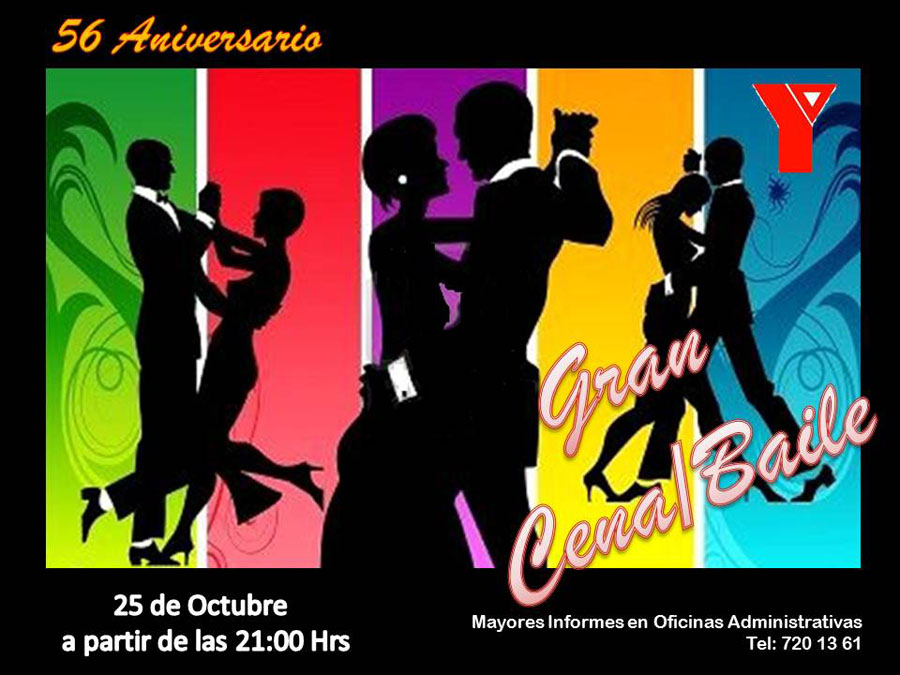 56 Aniversario
Gran
Cena/Baile
25 de Octubre
a partir de las 21:00 Hrs
Mayores Informes en Oficinas Administrativas
Tel: 720 13 61